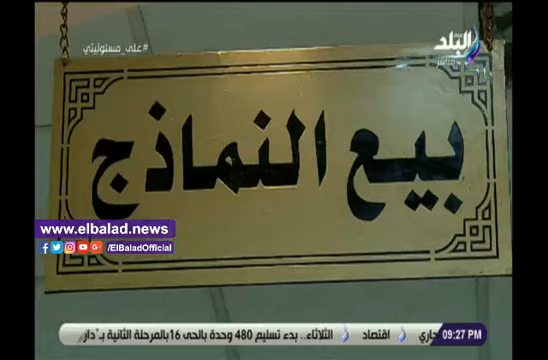 #على_مسئوليتي
البلد
مباشر
بيع النماذج
www.elbalad.news
/ElBaladOfficial
09:27 PM
جاري
اقتصاد
الثلاثاء.. بدء تسليم 480 وحدة بالحى 16 بالمرحلة الثانية بـ"دار